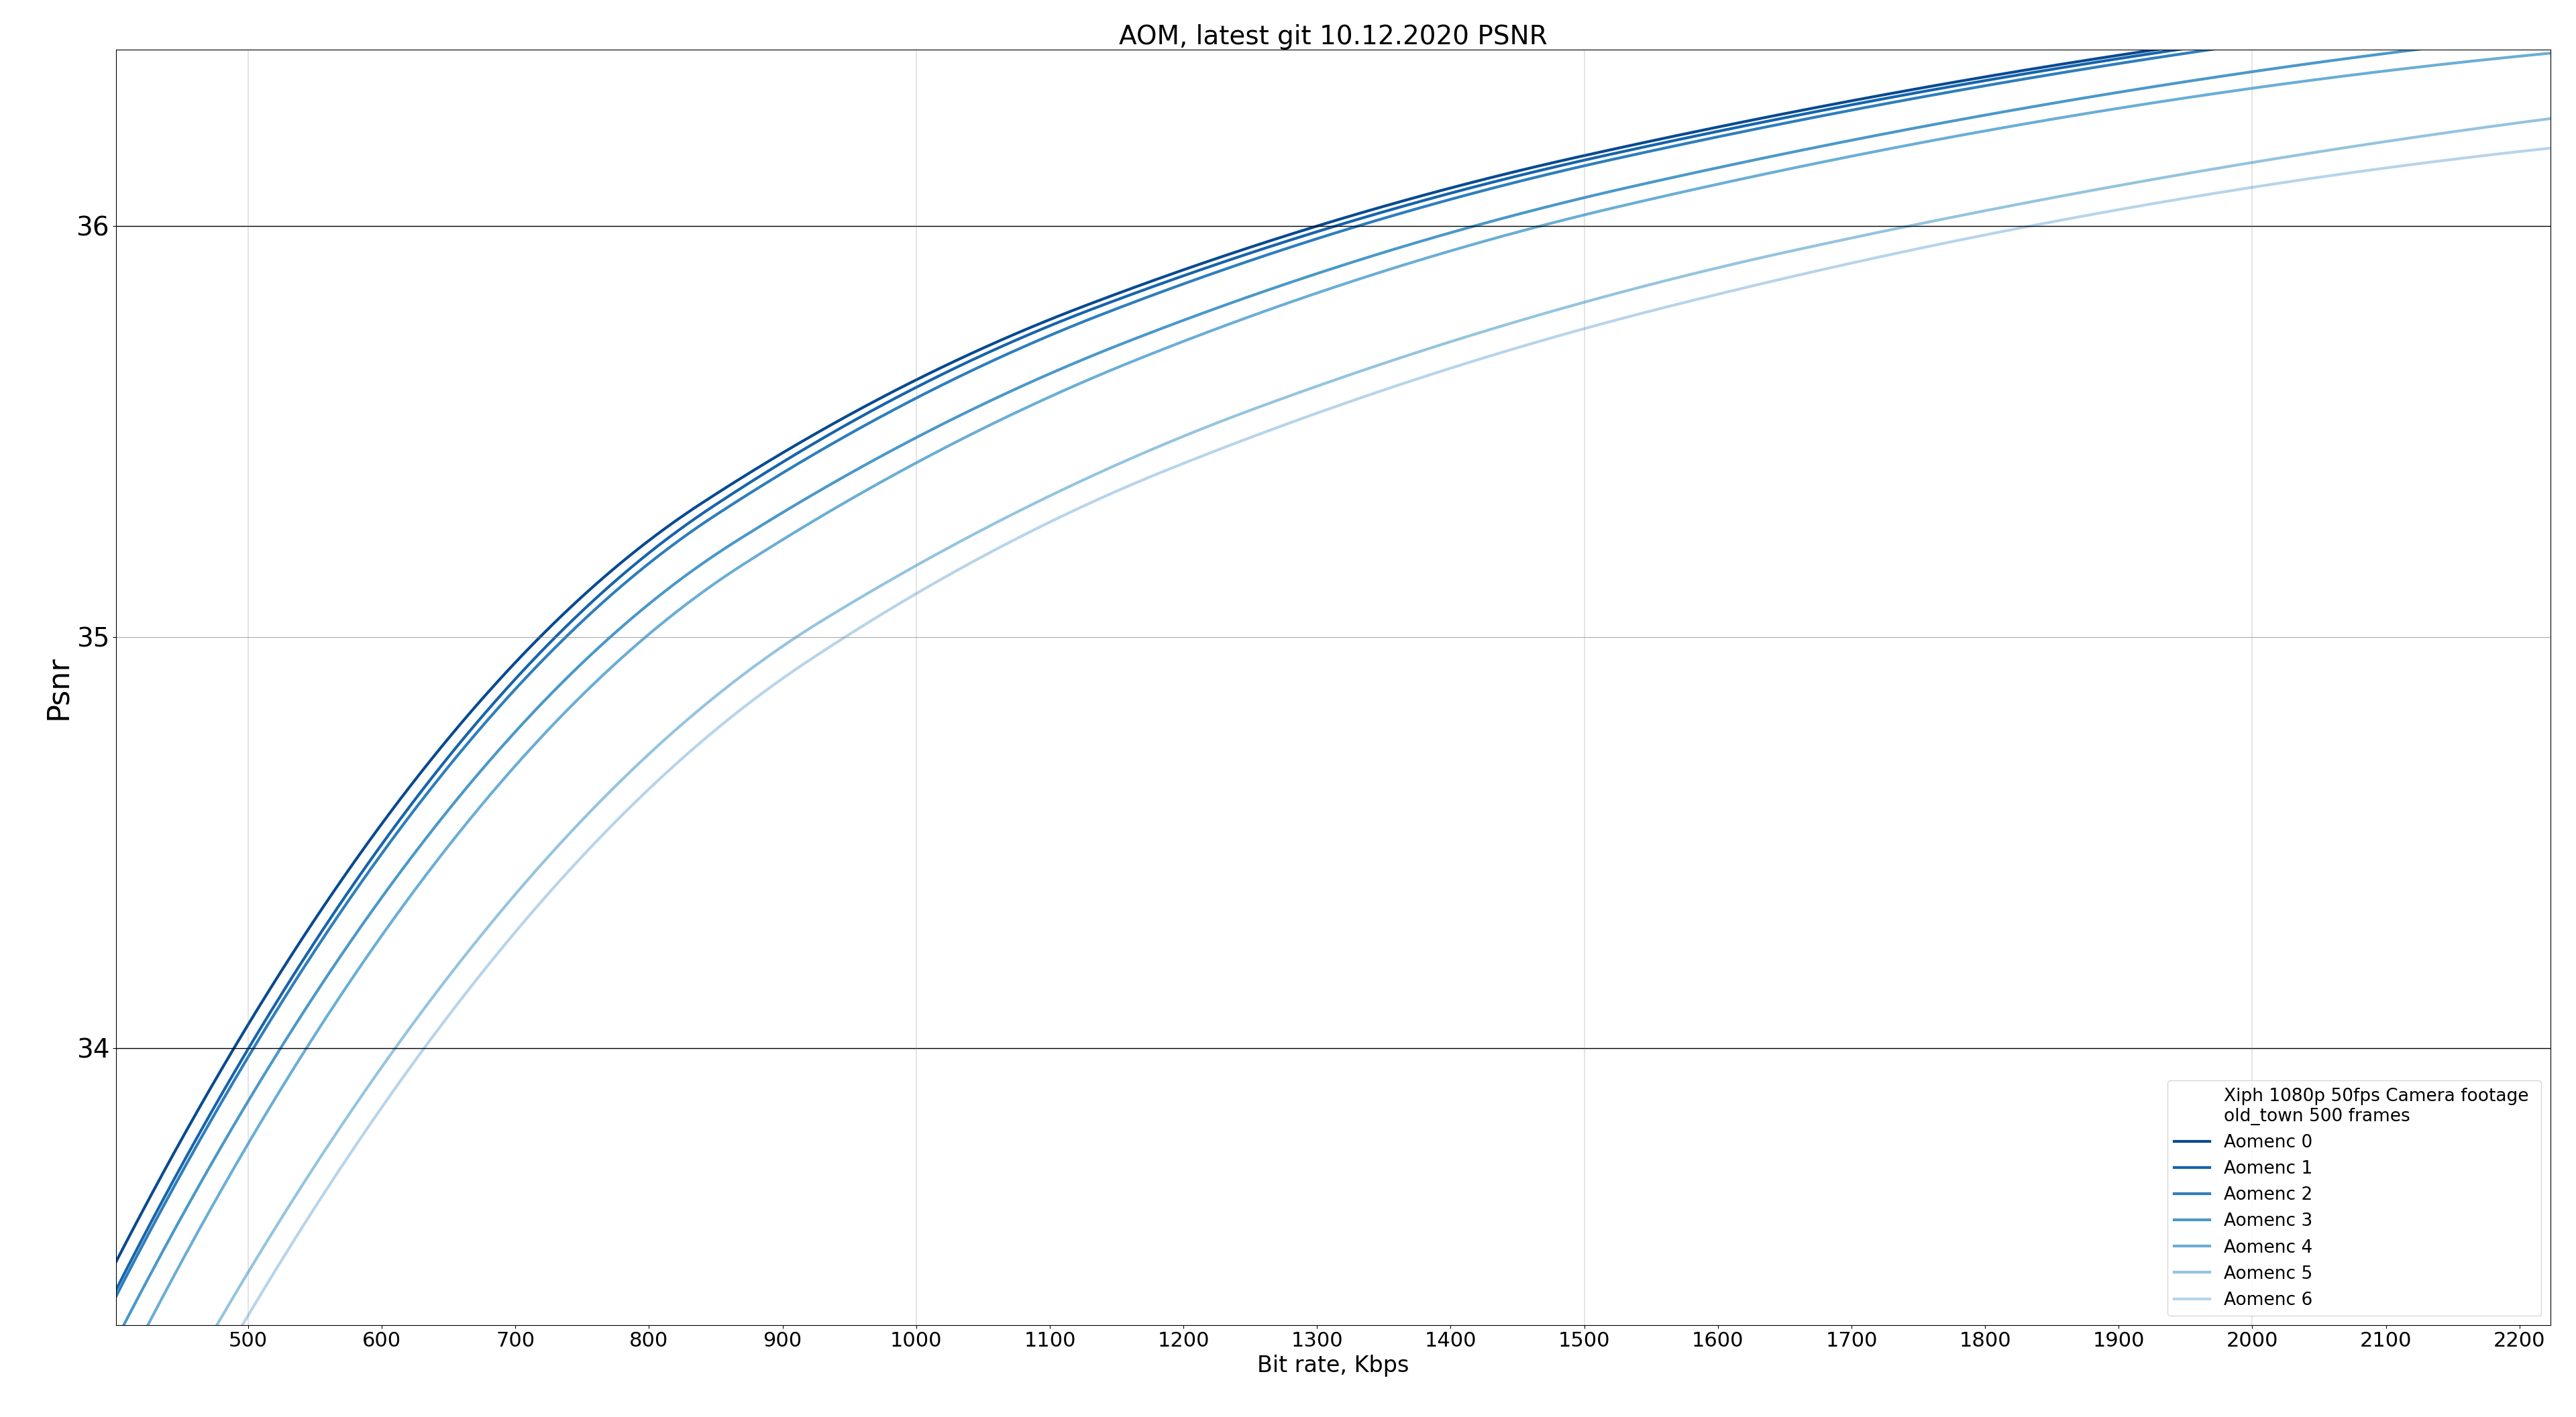 AOM, latest git 10.12.2020 PSNR
36
35
34
Psnr
500 600 700 800 900 1000 1100 1200 1300 1400 1500 1600 1700 1800 1900 2000 2100 2200
Bit rate, Kbps
Xiph 1080p 50fps Camera footage
old_town 500 frames
Aomenc 0
Aomenc 1
Aomenc 2
Aomenc 3
Aomenc 4
Aomenc 5
Aomenc 6